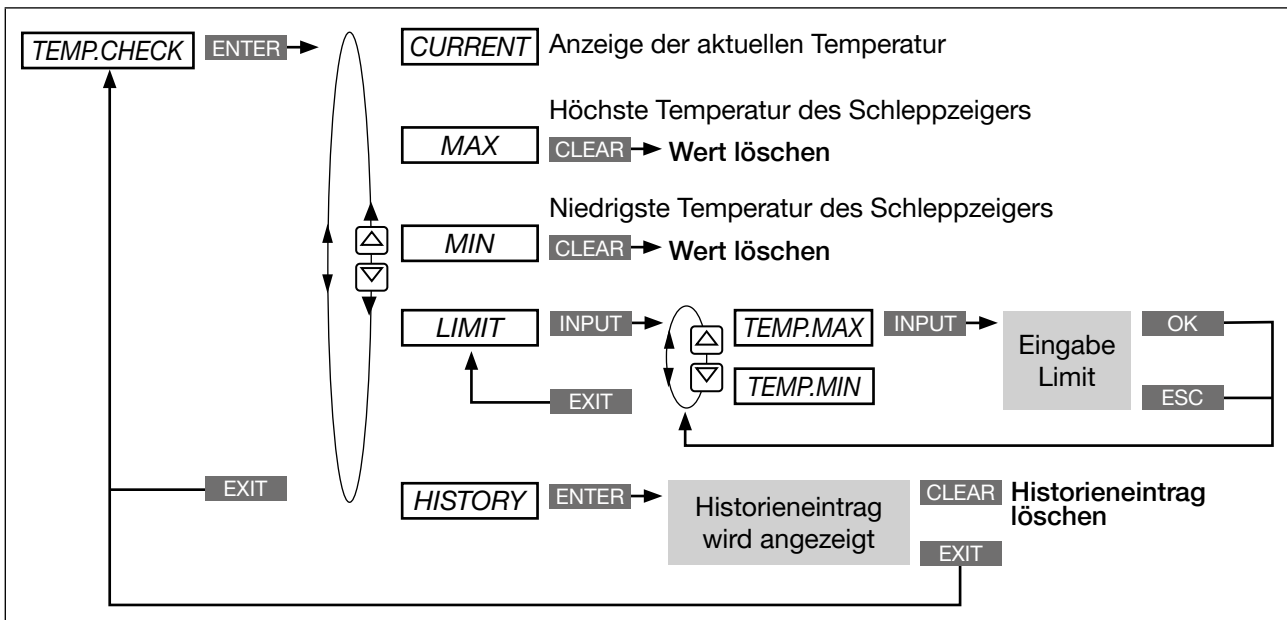 TEMP.CHECK ENTER
CURRENT Anzeige der aktuellen Temperatur
Höchste Temperatur des Schleppzeigers
MAX CLEAR Wert löschen
Niedrigste Temperatur des Schleppzeigers
MIN CLEAR Wert löschen
LIMIT INPUT
EXIT
TEMP.MAX INPUT
TEMP.MIN
Eingabe
Limit
OK
ESC
EXIT
HISTORY ENTER
Historieneintrag
wird angezeigt
CLEAR Historieneintrag
löschen
EXIT